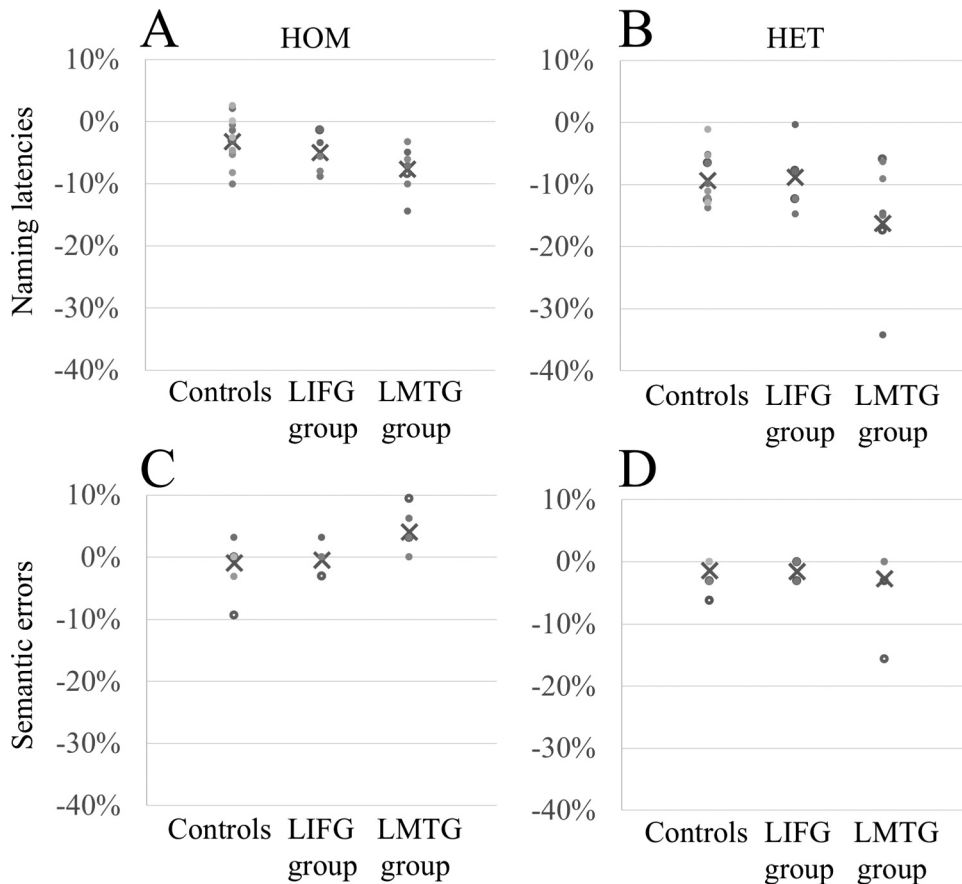 A
HOM
Naming latencies
10%
0%
-10%
-20%
-30%
-40%
Controls
LIFG
group
LMTG
group
B
HET
10%
0%
-10%
-20%
-30%
-40%
Controls
LIFG
group
LMTG
group
C
Semantic errors
10%
0%
-10%
-20%
-30%
-40%
Controls
LIFG
group
LMTG
group
D
10%
0%
-10%
-20%
-30%
-40%
Controls
LIFG
group
LMTG
group